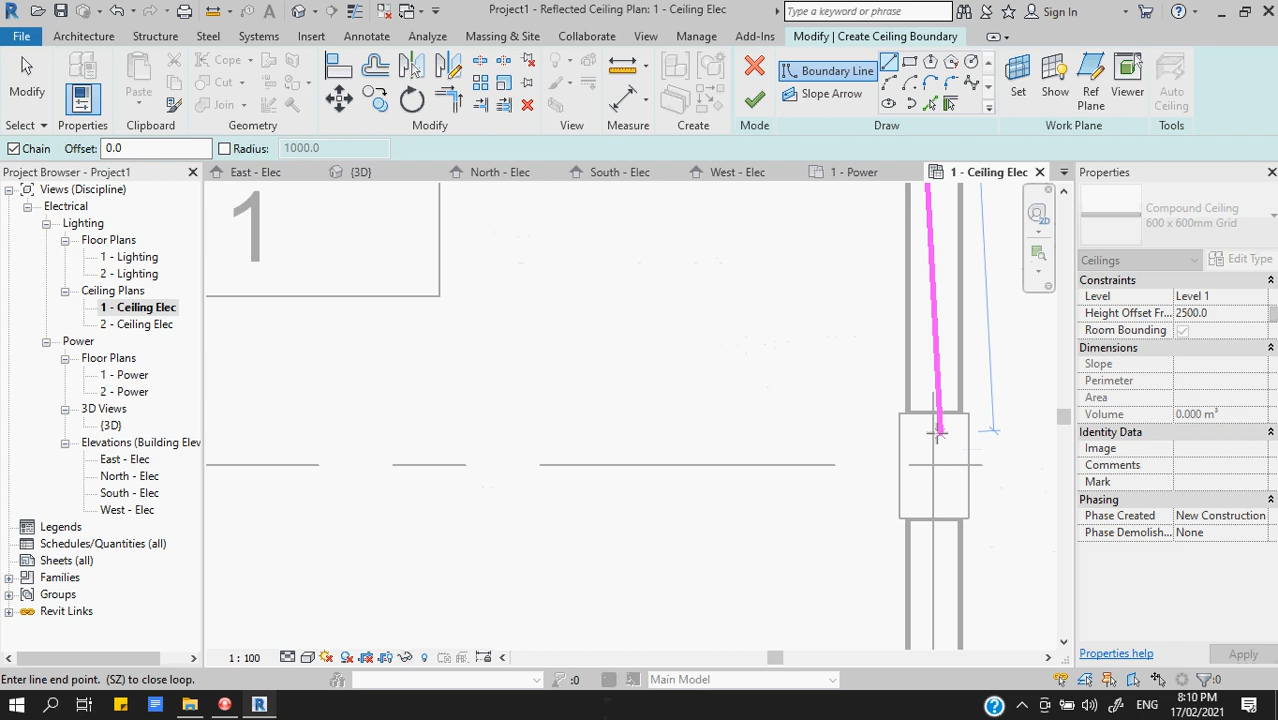 Project1 - Reflected Ceiling Plan: 1 - Ceiling Elec
Type a keyword or phrase
Sign In
File
Architecture
Structure
Steel
Systems
Insert
Annotate
Analyze
Massing & Site
Collaborate
View
Manage
Add-Ins
Modify | Create Ceiling Boundary
Modify
Paste
Cope
Cut
Join
Boundary Line
Slope Arrow
Set
Show
Ref
Plane
Viewer
Auto
Ceiling
Select
Properties
Clipboard
Geometry
Modify
View
Measure
Create
Mode
Draw
Work Plane
Tools
Chain
Offset:
0.0
Radius:
1000.0
Project Browser - Project1
East - Elec
{3D}
North - Elec
South - Elec
West - Elec
1 - Power
1 - Ceiling Elec
Properties
Views (Discipline)
Electrical
Lighting
Floor Plans
1 - Lighting
2 - Lighting
Ceiling Plans
1 - Ceiling Elec
2 - Ceiling Elec
Power
Floor Plans
1 - Power
2 - Power
3D Views
{3D}
Elevations (Building Elev
East - Elec
North - Elec
South - Elec
West - Elec
Legends
Schedules/Quantities (all)
Sheets (all)
Families
Groups
Revit Links
1
2D
Compound Ceiling
600 x 600mm Grid
Ceilings
Edit Type
Constraints
Level
Level 1
Height Offset Fr...
2500.0
Room Bounding
Dimensions
Slope
Perimeter
Area
Volume
0.000 m³
Identity Data
Image
Comments
Mark
Phasing
Phase Created
New Construction
Phase Demolish...
None
Properties help
Apply
1 : 100
Enter line end point. (SZ) to close loop.
:0
Main Model
:0
ENG
8:10 PM
17/02/2021